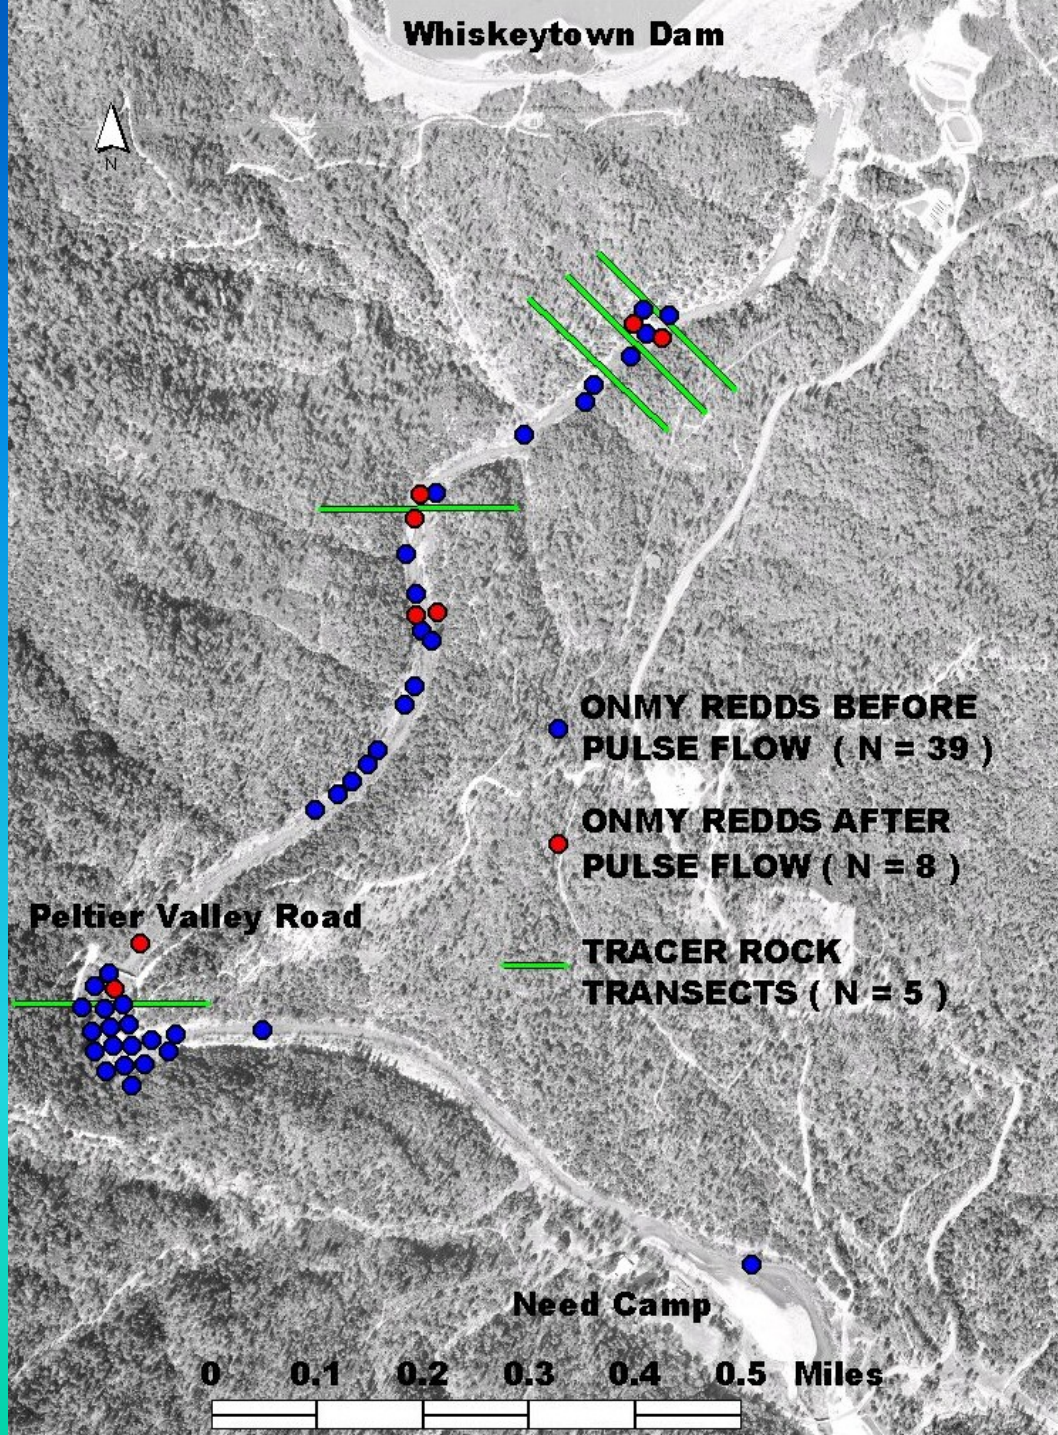 Whiskeytown Dam
N
ONMY REDDS BEFORE
PULSE FLOW ( N = 39 )
ONMY REDDS AFTER
PULSE FLOW ( N = 8 )
Peltier Valley Road
TRACER ROCK
TRANSECTS ( N = 5 )
Need Camp
0 0.1 0.2 0.3 0.4 0.5 Miles